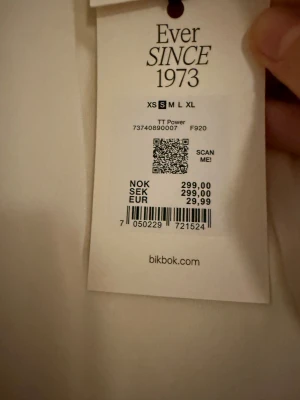 Ever
SINCE
1973
XS S M L XL
TT Power
73740890007 F920
SCAN
ME!
NOK 299,00
SEK 299,00
EUR 29,99
7 050229 721524
bikbok.com